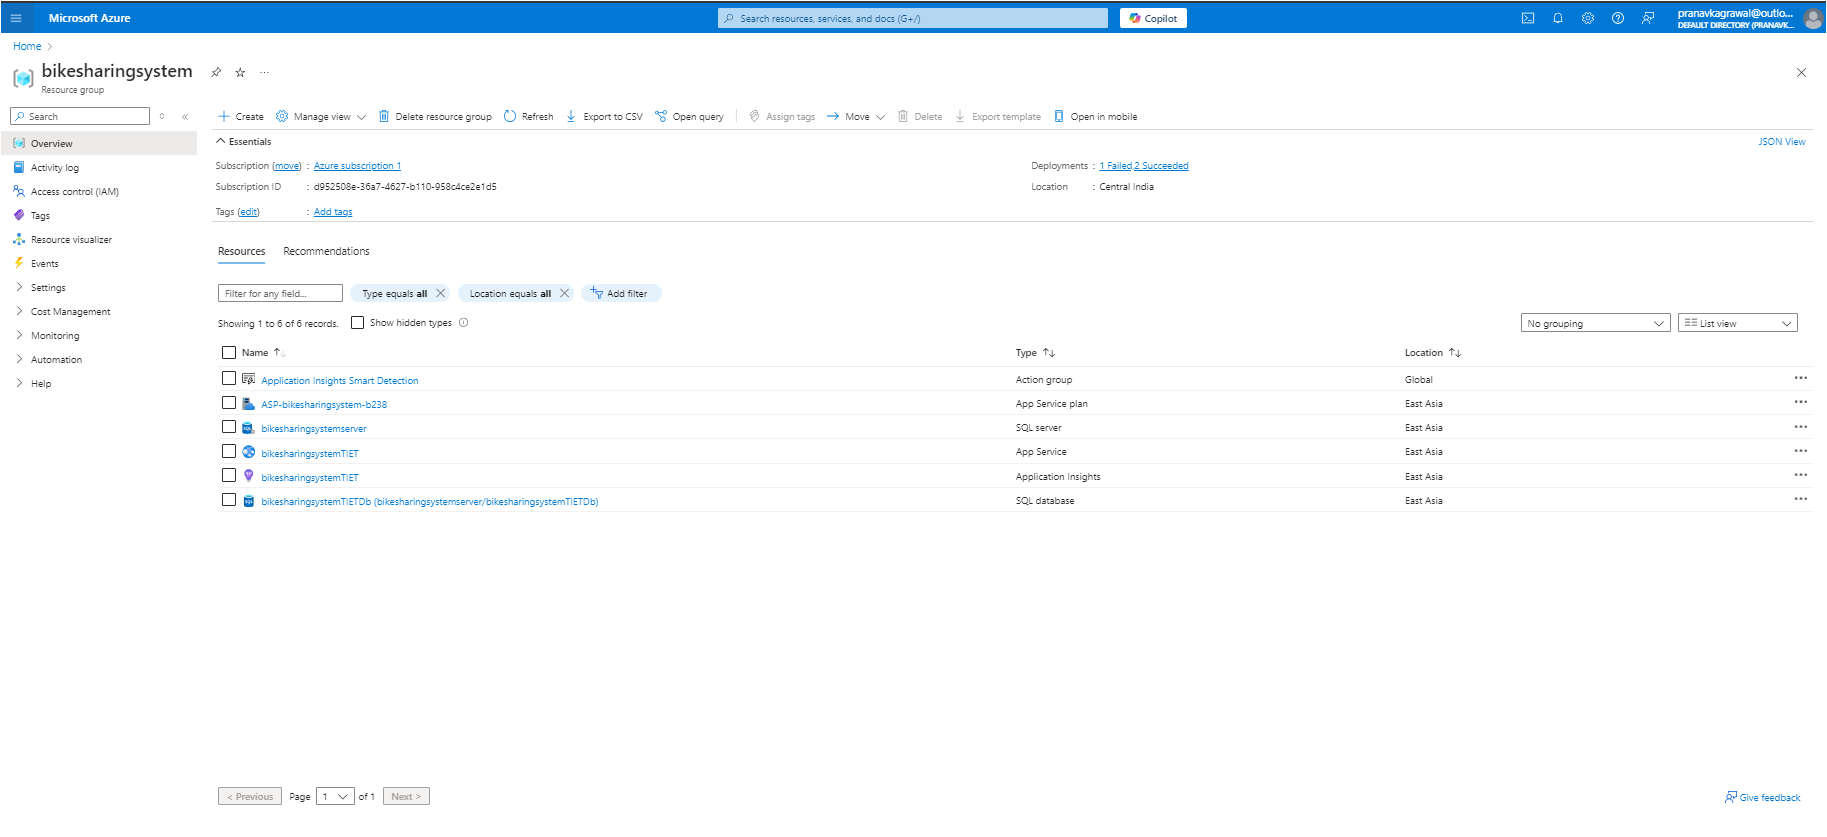 Microsoft Azure
Search resources, services, and docs (G+/)
Copilot
pranavkagrawal@outlo...
DEFAULT DIRECTORY (PRANAVK...
Home
bikesharingsystem
Resource group
Search
Overview
Activity log
Access control (IAM)
Tags
Resource visualizer
Events
Settings
Cost Management
Monitoring
Automation
Help
Create Manage view Delete resource group Refresh Export to CSV Open query Assign tags Move Delete Export template Open in mobile
Essentials
JSON View
Subscription (move) : Azure subscription 1
Subscription ID : d952508e-36a7-4627-b110-958c4ce2e1d5
Tags (edit) : Add tags
Deployments : 1 Failed,2 Succeeded
Location : Central India
Resources Recommendations
Filter for any field... Type equals all Location equals all Add filter
Showing 1 to 6 of 6 records. Show hidden types
No grouping List view
Name Type Location
Application Insights Smart Detection Action group Global ...
ASP-bikesharingsystem-b238 App Service plan East Asia ...
bikesharingsystemserver SQL server East Asia ...
bikesharingsystemTIET App Service East Asia ...
bikesharingsystemTIET Application Insights East Asia ...
bikesharingsystemTIETDb (bikesharingsystemserver/bikesharingsystemTIETDb) SQL database East Asia ...
< Previous Page 1 of 1 Next >
Give feedback